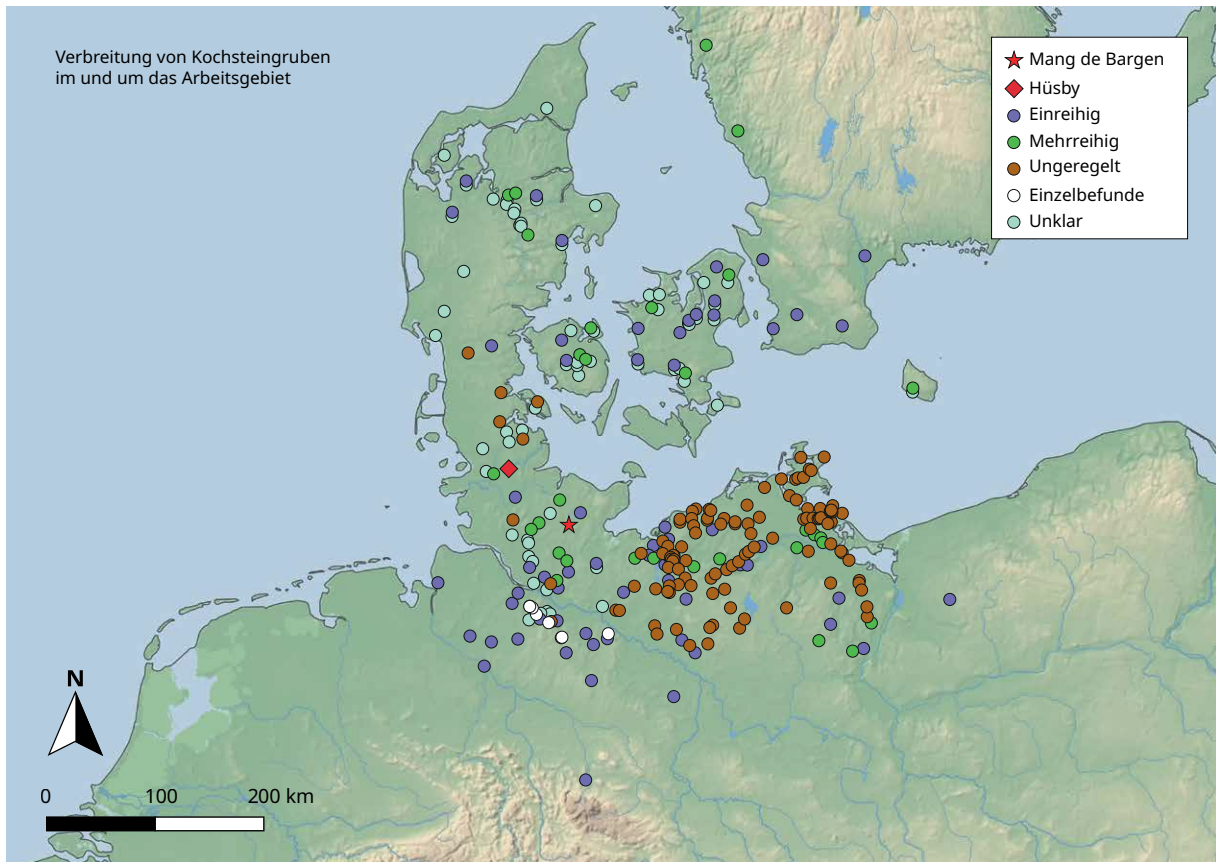 Verbreitung von Kochsteingruben
im und um das Arbeitsgebiet
Mang de Bargen
Hüsby
Einreihig
Mehrreihig
Ungeregelt
Einzelbefunde
Unklar
N
0 100 200 km